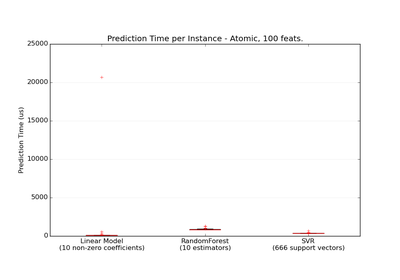 Prediction Time per Instance - Atomic, 100 feats.
25000
20000
15000
10000
5000
0
Prediction Time (us)
Linear Model
(10 non-zero coefficients)
RandomForest
(10 estimators)
SVR
(666 support vectors)